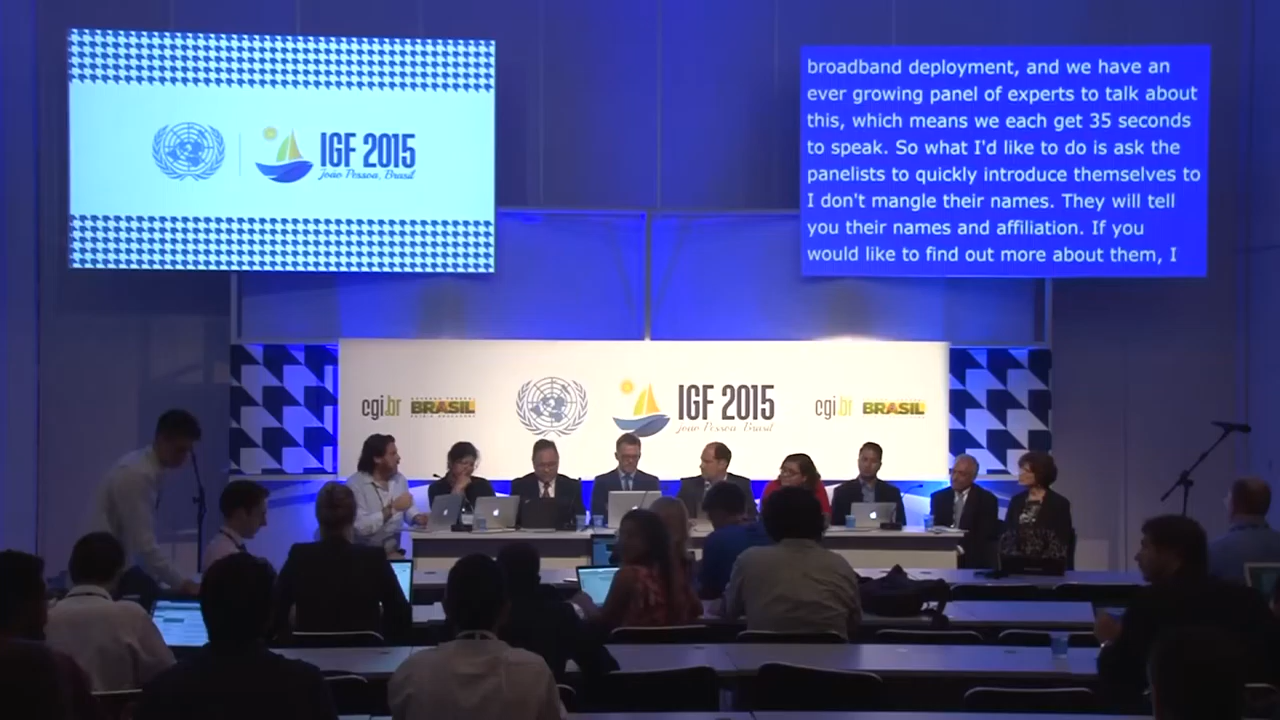 IGF 2015
João Pessoa, Brasil
broadband deployment, and we have an
ever growing panel of experts to talk about
this, which means we each get 35 seconds
to speak. So what I'd like to do is ask the
panelists to quickly introduce themselves to
I don't mangle their names. They will tell
you their names and affiliation. If you
would like to find out more about them, I
cgi.br
BRASIL
IGF 2015
João Pessoa, Brasil
cgi.br
BRASIL